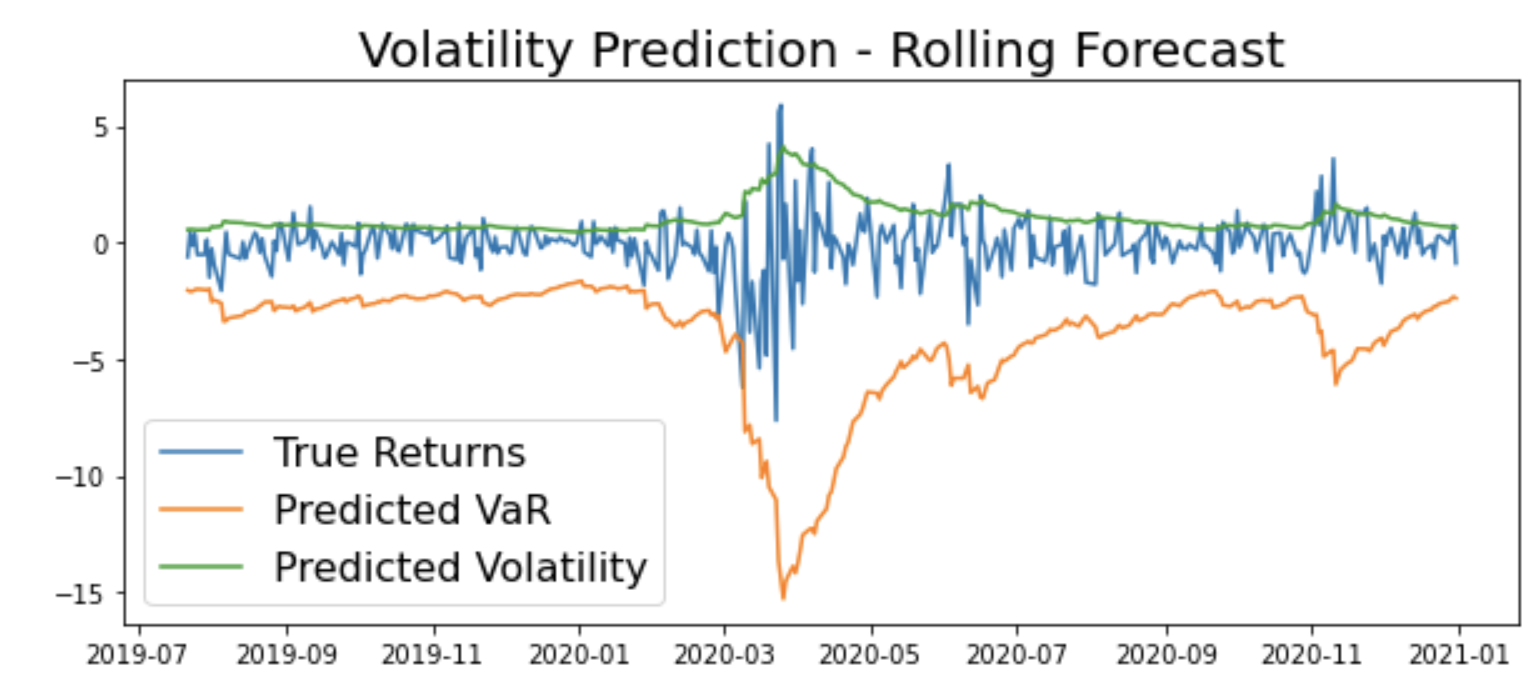 Volatility Prediction - Rolling Forecast
5
0
−5
−10
−15
True Returns
Predicted VaR
Predicted Volatility
2019-07 2019-09 2019-11 2020-01 2020-03 2020-05 2020-07 2020-09 2020-11 2021-01